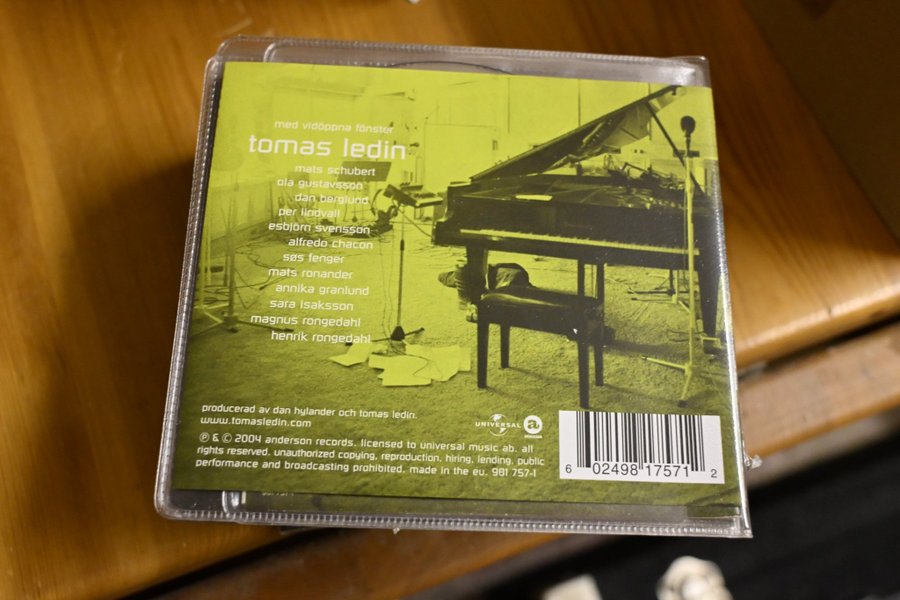 med vidöppna fönster
tomas ledin
mats schubert
ola gustavsson
dan berglund
per lindvall
esbjörn svensson
alfredo chacon
søs fenger
mats ronander
annika granlund
sara isaksson
magnus rongedahl
henrik rongedahl
producerad av dan hylander och tomas ledin.
www.tomasledin.com
℗ & © 2004 anderson records. licensed to universal music ab. all
rights reserved. unauthorized copying, reproduction, hiring, lending, public
performance and broadcasting prohibited. made in the eu. 981 757-1
UNIVERSAL
a
6 02498 17571 2